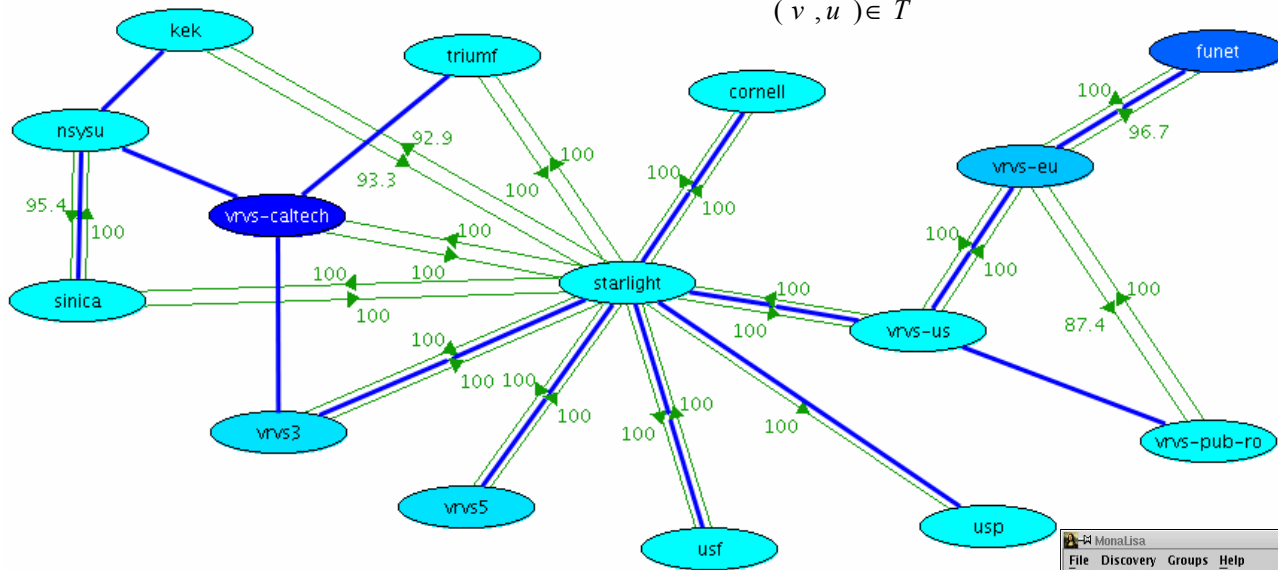 ( v , u ) ∈ T
kek
triumf
funet
cornell
100
nsysu
92.9
96.7
93.3
100
100
100
vrvs-eu
95.4
vrvs-caltech
100
100
100
100
100
100
100
100
starlight
100
sinica
100
100
87.4
100
vrvs-us
100
100
vrvs3
100
100
100
100
100
100
vrvs-pub-ro
vrvs5
usp
usf
MonaLisa
File Discovery Groups Help